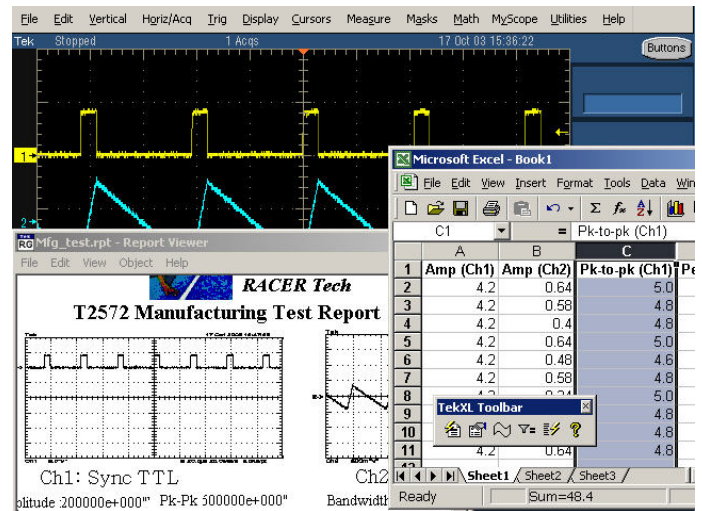 File Edit Vertical Horiz/Acq Trig Display Cursors Measure Masks Math MyScope Utilities Help
Tek Stopped 1 Acqs 17 Oct 03 15:36:22
Buttons
1
2
Microsoft Excel - Book1
File Edit View Insert Format Tools Data Win
C1 = Pk-to-pk (Ch1)
A B C
1 Amp (Ch1) Amp (Ch2) Pk-to-pk (Ch1) Pe
2 4.2 0.64 5.0
3 4.2 0.58 4.8
4 4.2 0.4 4.8
5 4.2 0.64 5.0
6 4.2 0.48 4.6
7 4.2 0.58 4.8
8 5.0
9 4.8
10 4.8
11 4.2 0.64 4.8
TekXL Toolbar
Sheet1 Sheet2 Sheet3
Ready Sum=48.4
Mfg_test.rpt - Report Viewer
File Edit View Object Help
RACER Tech
T2572 Manufacturing Test Report
Ch1: Sync TTL
Ch2
plitude :200000e+000" Pk-Pk 500000e+000" Bandwidth